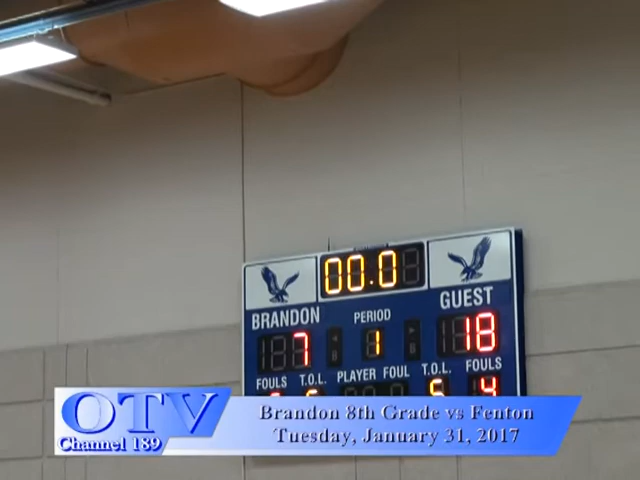 00.0
BRANDON
PERIOD
GUEST
7
1
18
FOULS
T.O.L.
PLAYER FOUL
T.O.L.
FOULS
5
4
OTV
Channel 189
Brandon 8th Grade vs Fenton
Tuesday, January 31, 2017